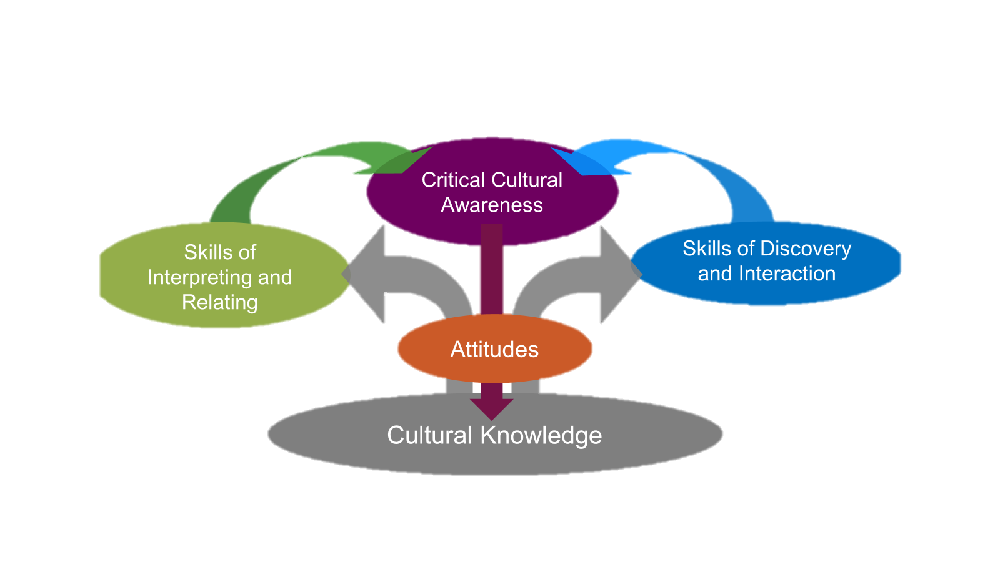 Critical Cultural
Awareness
Skills of
Interpreting and
Relating
Skills of Discovery
and Interaction
Attitudes
Cultural Knowledge